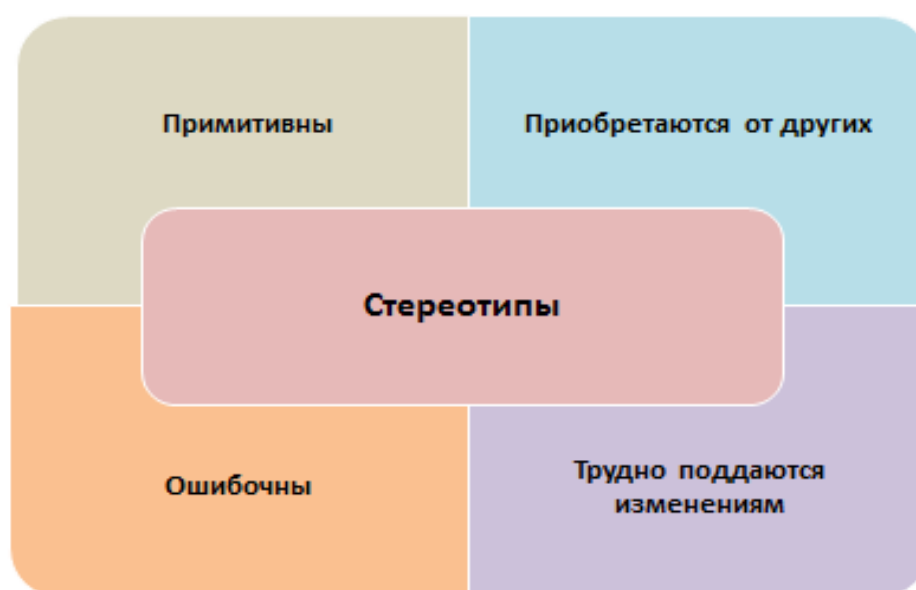 Примитивны
Приобретаются от других
Стереотипы
Ошибочны
Трудно поддаются
изменениям